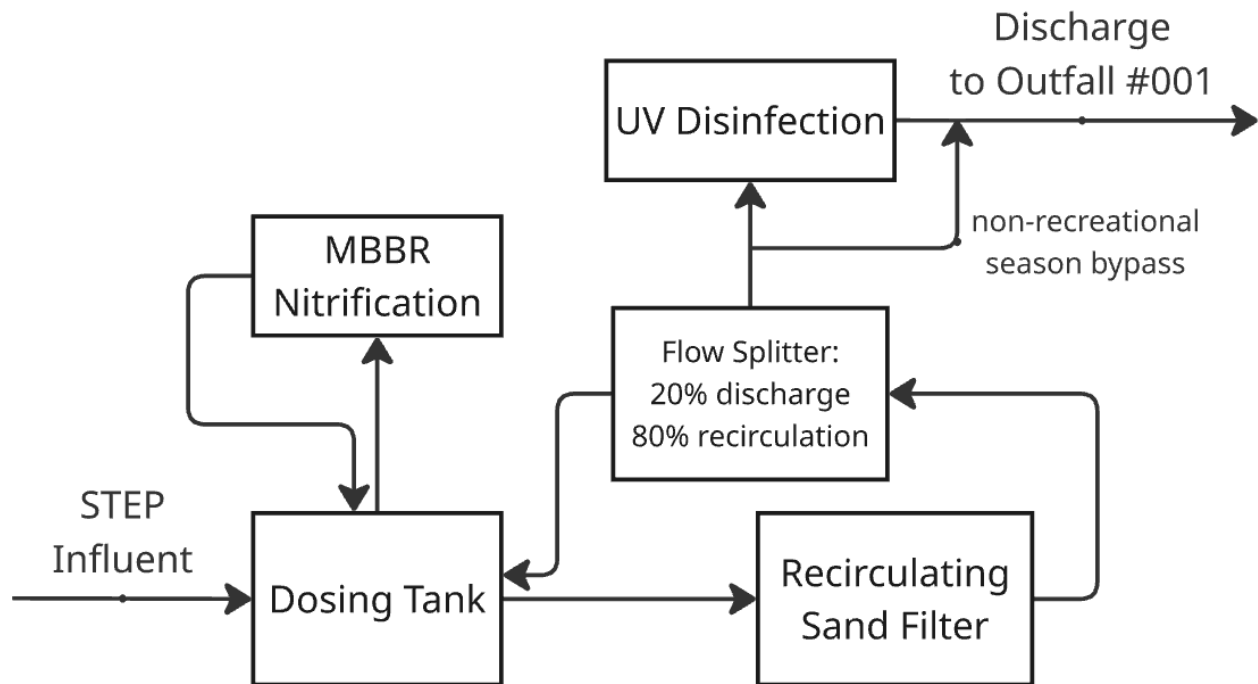 Discharge
to Outfall #001
UV Disinfection
non-recreational
season bypass
MBBR
Nitrification
Flow Splitter:
20% discharge
80% recirculation
STEP
Influent
Dosing Tank
Recirculating
Sand Filter